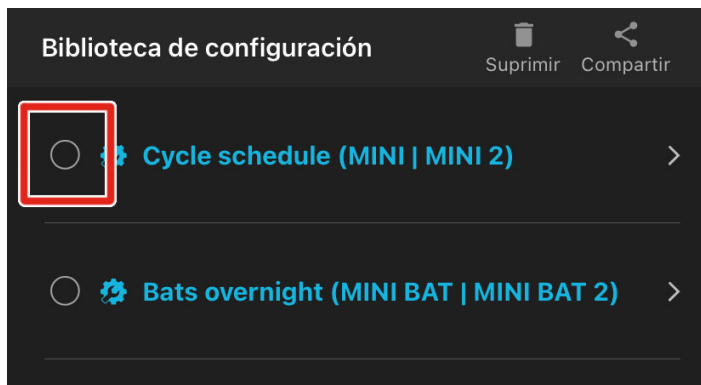 Biblioteca de configuración
Suprimir Compartir
Cycle schedule (MINI | MINI 2)
Bats overnight (MINI BAT | MINI BAT 2)